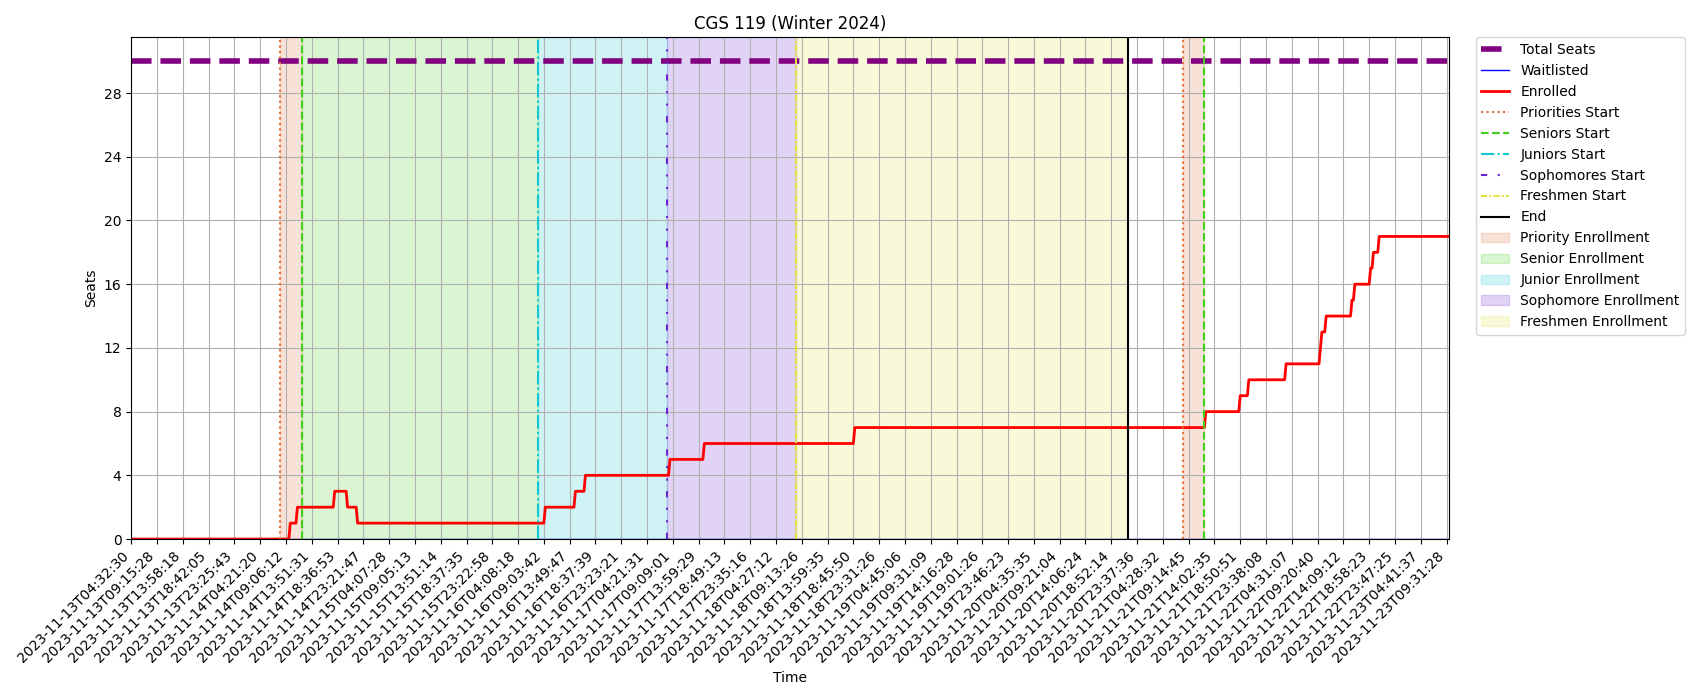 CGS 119 (Winter 2024)
Seats
28
24
20
16
12
8
4
0
2023-11-13T04:32:30
2023-11-13T09:15:28
2023-11-13T13:58:18
2023-11-13T18:42:05
2023-11-13T23:25:43
2023-11-14T04:21:20
2023-11-14T09:06:12
2023-11-14T13:51:31
2023-11-14T18:36:53
2023-11-14T23:21:47
2023-11-15T04:07:28
2023-11-15T09:05:13
2023-11-15T13:51:14
2023-11-15T18:37:35
2023-11-15T23:22:58
2023-11-16T04:08:18
2023-11-16T09:03:42
2023-11-16T13:49:47
2023-11-16T18:37:39
2023-11-16T23:23:21
2023-11-17T04:21:31
2023-11-17T09:09:01
2023-11-17T13:59:29
2023-11-17T18:49:13
2023-11-17T23:35:16
2023-11-18T04:27:12
2023-11-18T09:13:26
2023-11-18T13:59:35
2023-11-18T18:45:50
2023-11-18T23:31:26
2023-11-19T04:45:06
2023-11-19T09:31:09
2023-11-19T14:16:28
2023-11-19T19:01:26
2023-11-19T23:46:23
2023-11-20T04:35:35
2023-11-20T09:21:04
2023-11-20T14:06:24
2023-11-20T18:52:14
2023-11-20T23:37:36
2023-11-21T04:28:32
2023-11-21T09:14:45
2023-11-21T14:02:35
2023-11-21T18:50:51
2023-11-21T23:38:08
2023-11-22T04:31:07
2023-11-22T09:20:40
2023-11-22T14:09:12
2023-11-22T18:58:23
2023-11-22T23:47:25
2023-11-23T04:41:37
2023-11-23T09:31:28
Time
Total Seats
Waitlisted
Enrolled
Priorities Start
Seniors Start
Juniors Start
Sophomores Start
Freshmen Start
End
Priority Enrollment
Senior Enrollment
Junior Enrollment
Sophomore Enrollment
Freshmen Enrollment